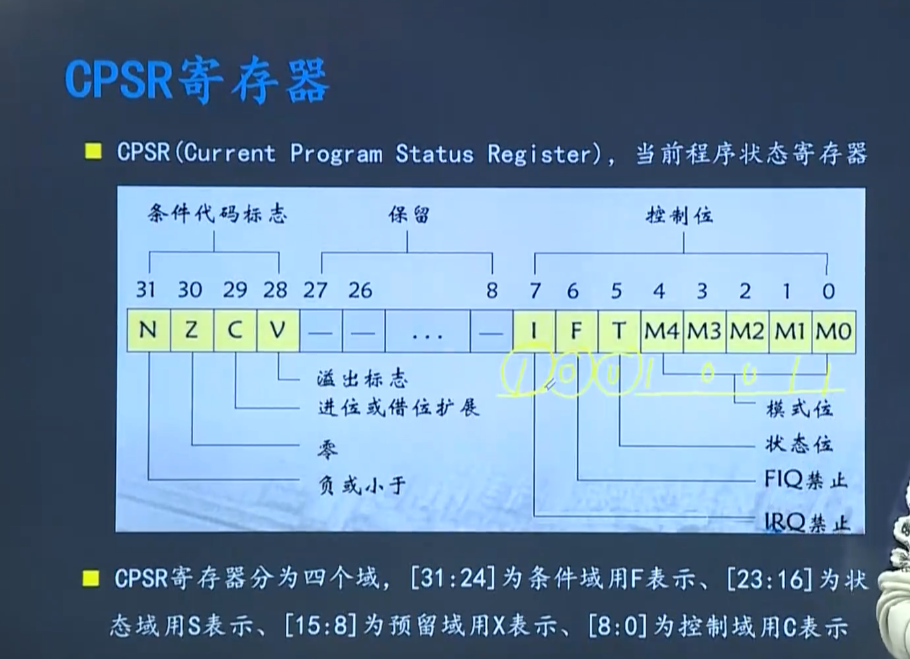 CPSR寄存器
CPSR(Current Program Status Register), 当前程序状态寄存器
条件代码标志 保留 控制位
31 30 29 28 27 26 8 7 6 5 4 3 2 1 0
N Z C V — — ... — I F T M4 M3 M2 M1 M0
1 0 0 1 0 0 1 1
溢出标志
进位或借位扩展
模式位
零
状态位
负或小于
FIQ禁止
IRQ禁止
CPSR寄存器分为四个域, [31:24]为条件域用F表示、[23:16]为状
态域用S表示、[15:8]为预留域用X表示、[8:0]为控制域用C表示